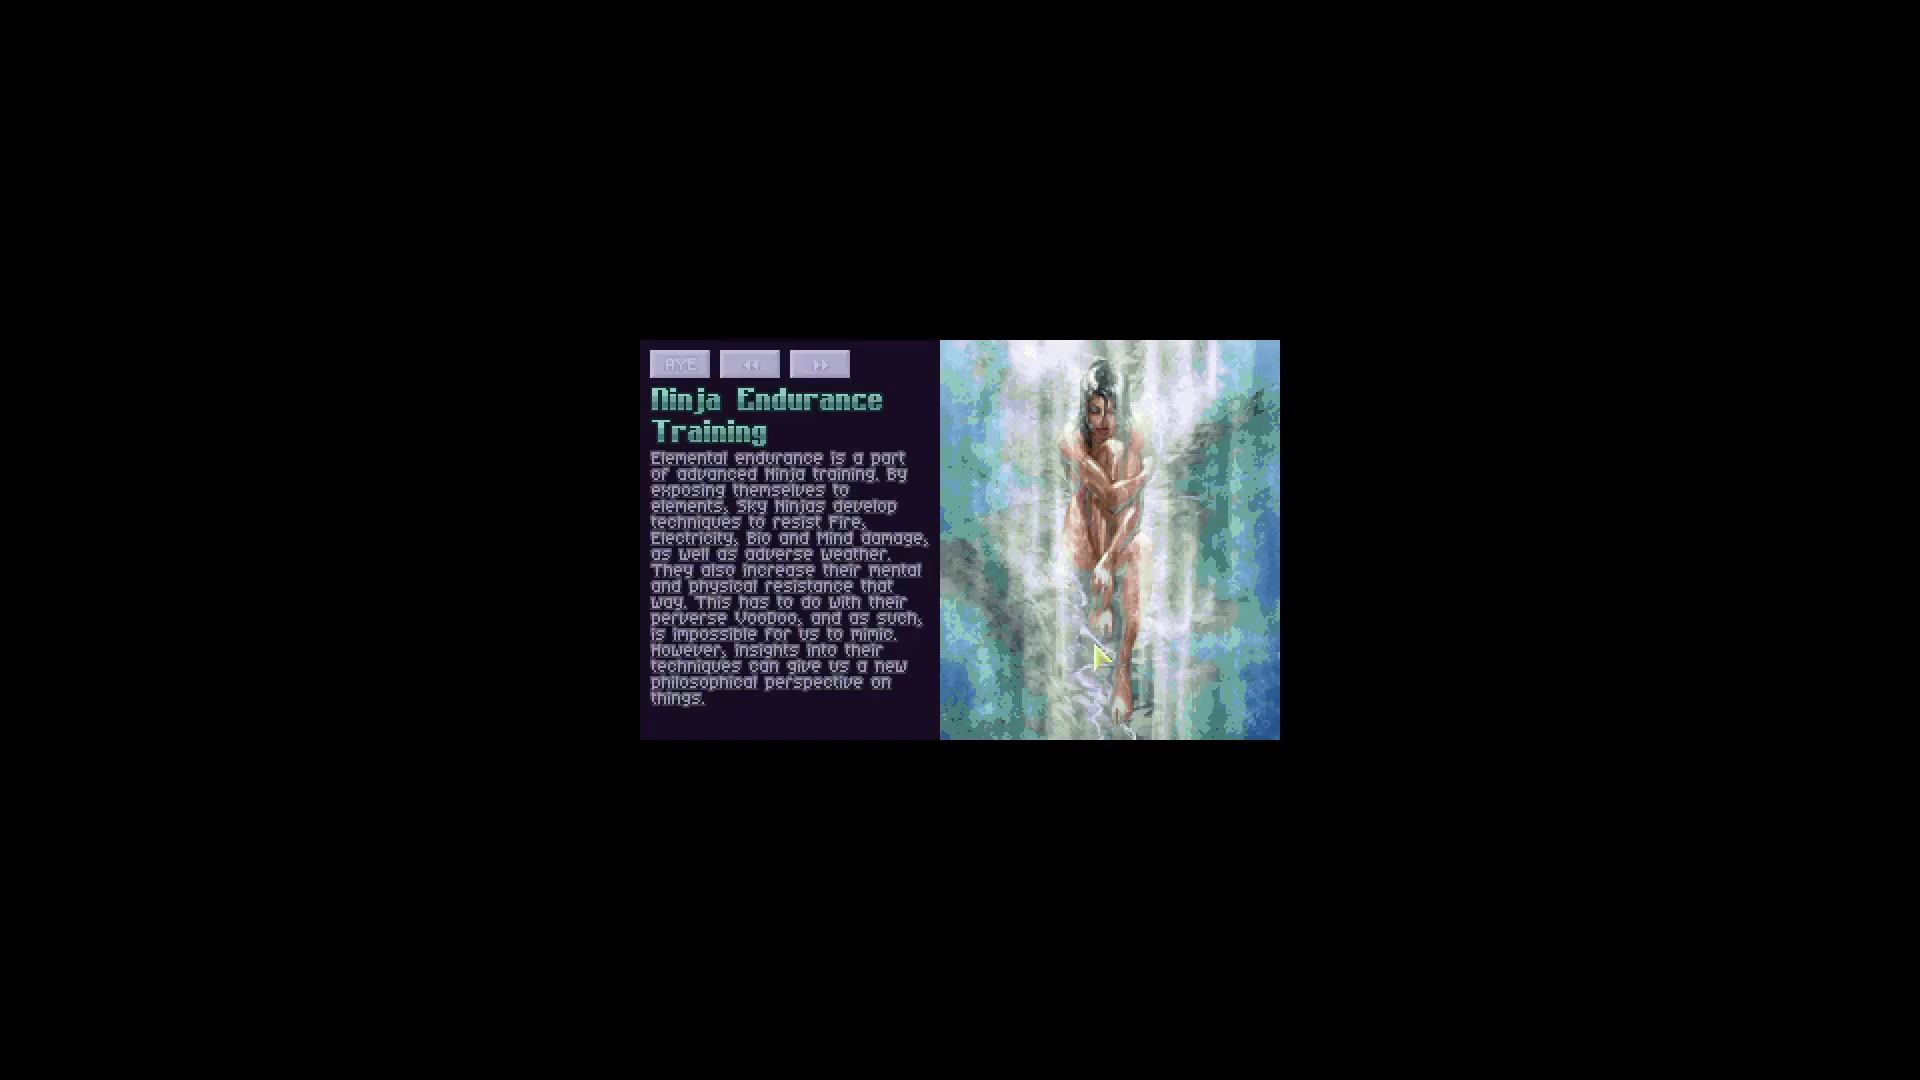 AYE
Ninja Endurance
Training
Elemental endurance is a part
of advanced Ninja training. By
exposing themselves to
elements, Sky Ninjas develop
techniques to resist Fire,
Electricity, Bio and Mind damage,
as well as adverse weather.
They also increase their mental
and physical resistance that
way. This has to do with their
perverse VooDoo, and as such,
is impossible for us to mimic.
However, insights into their
techniques can give us a new
philosophical perspective on
things.